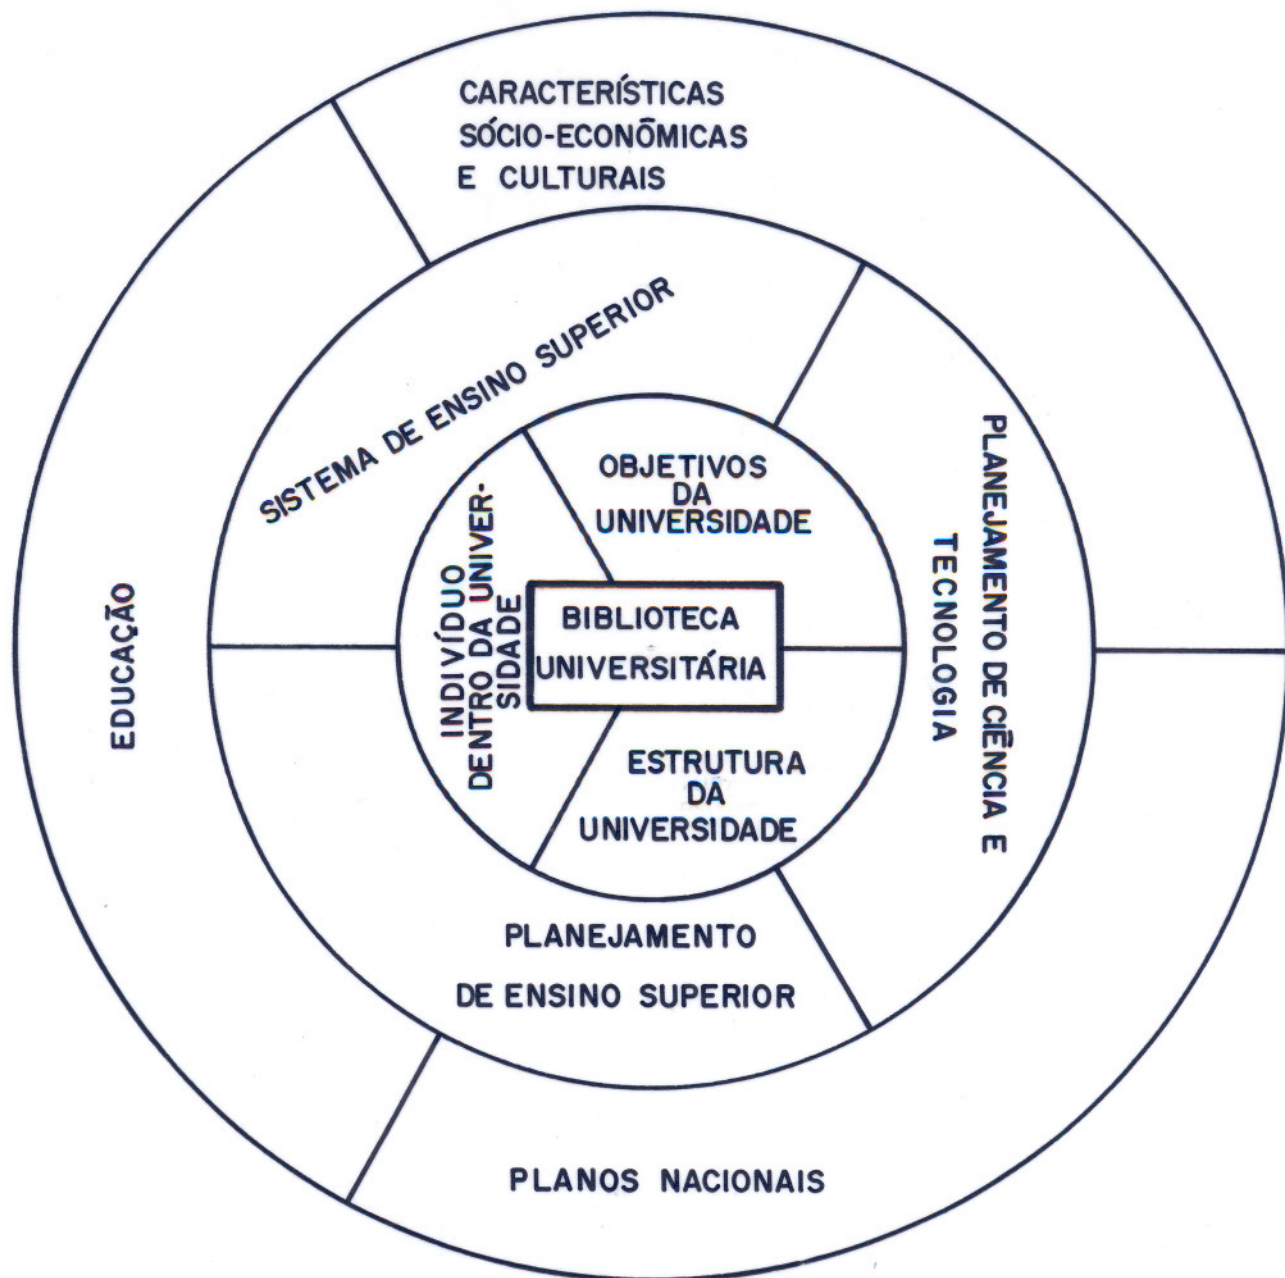 CARACTERÍSTICAS
SÓCIO-ECONÔMICAS
E CULTURAIS
SISTEMA DE ENSINO SUPERIOR
PLANEJAMENTO DE CIÊNCIA E
TECNOLOGIA
EDUCAÇÃO
OBJETIVOS
DA
UNIVERSIDADE
INDIVÍDUO
DENTRO DA UNIVER-
SIDADE
BIBLIOTECA
UNIVERSITÁRIA
ESTRUTURA
DA
UNIVERSIDADE
PLANEJAMENTO
DE ENSINO SUPERIOR
PLANOS NACIONAIS